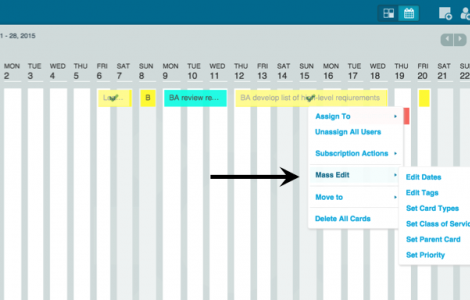 1 - 28, 2015
MON TUE WED THU FRI SAT SUN MON TUE WED THU FRI SAT SUN MON TUE WED THU FRI SAT SUN
2 3 4 5 6 7 8 9 10 11 12 13 14 15 16 17 18 19 20 21 22
8 BA review re... BA develop list of high-level reqiurements
Assign To
Unassign All Users
Subscription Actions
Mass Edit
Edit Dates
Edit Tags
Move to
Set Card Types
Delete All Cards
Set Class of Servic
Set Parent Card
Set Priority